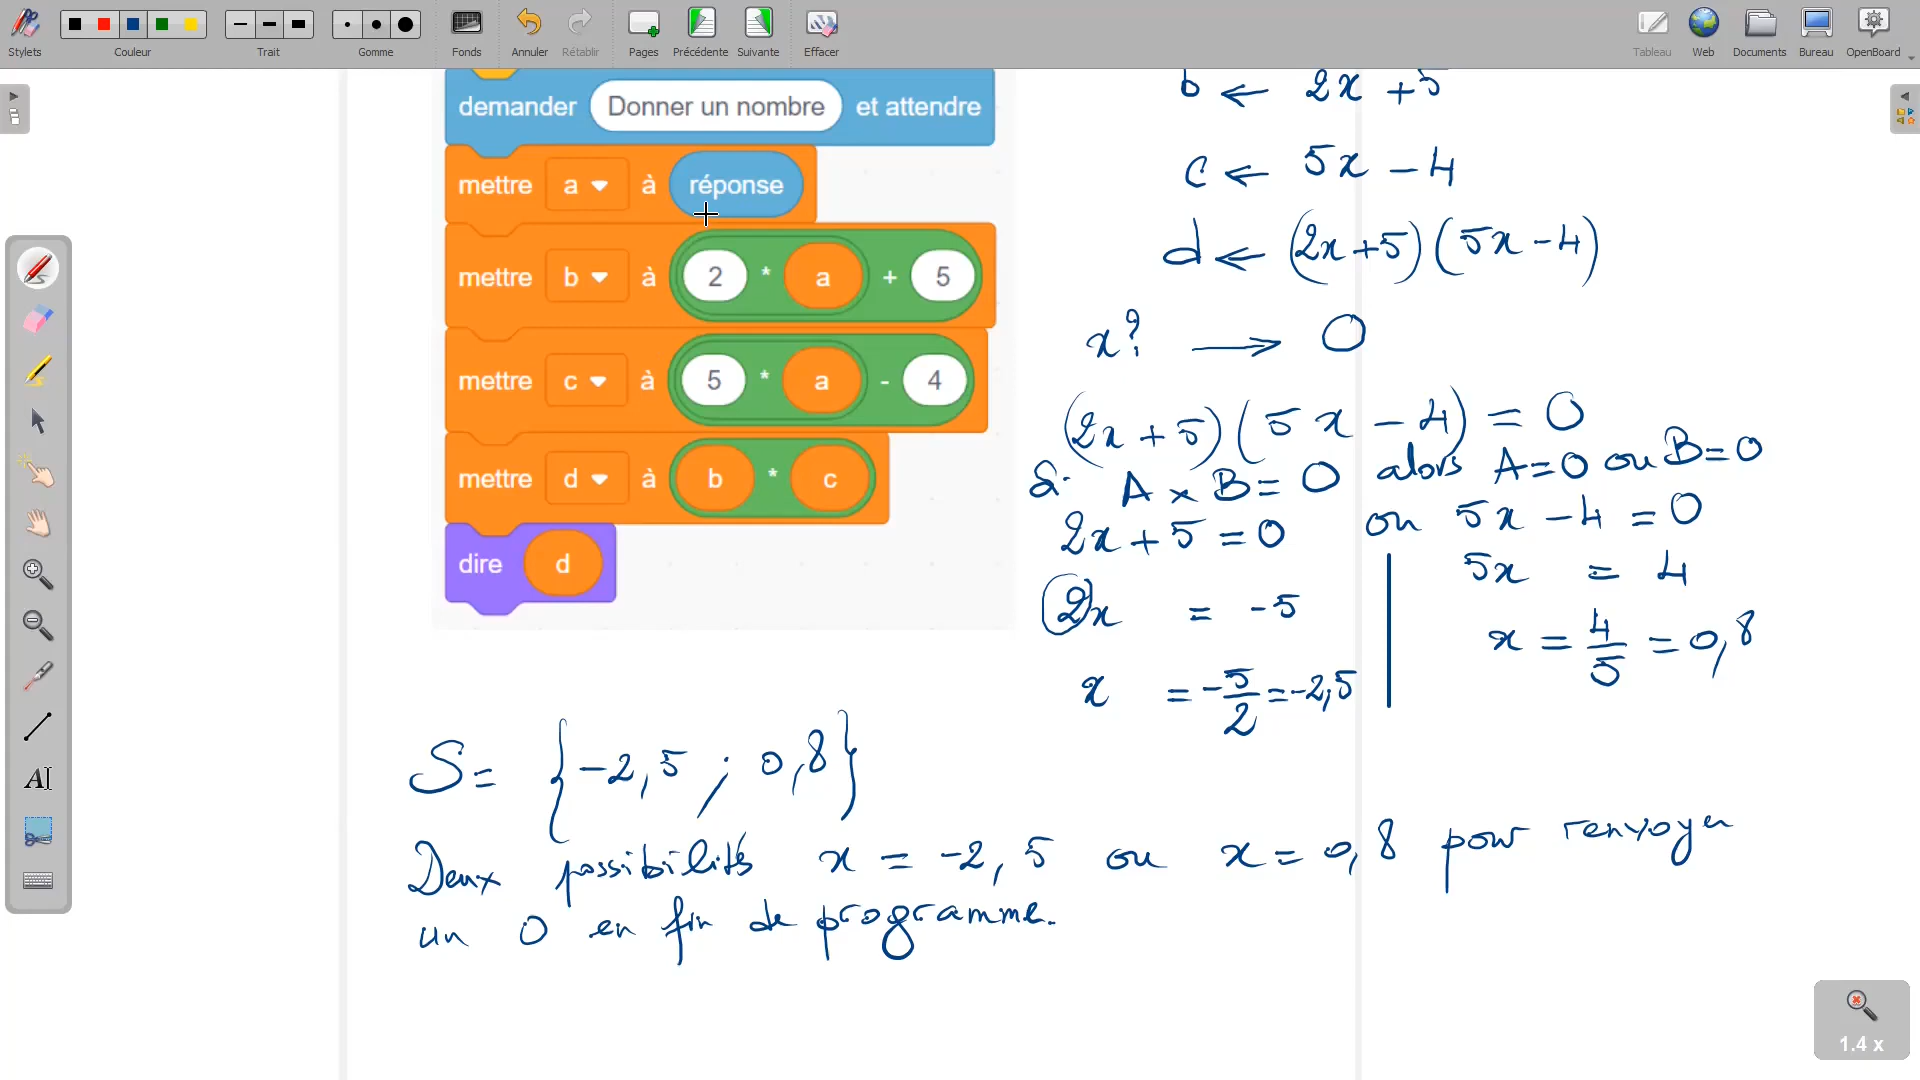 Stylets Couleur Trait Gomme Fonds Annuler Rétablir Pages Précédente Suivante Effacer Tableau Web Documents Bureau OpenBoard
demander Donner un nombre et attendre
mettre a à réponse
mettre b à 2 * a + 5
mettre c à 5 * a - 4
mettre d à b * c
dire d
b ← 2x + 5
c ← 5x - 4
d ← (2x+5)(5x-4)
x? → 0
(2x+5)(5x-4) = 0
Si A × B = 0 alors A=0 ou B=0
2x+5 = 0 ou 5x-4 = 0
2x = -5
5x = 4
x = -5/2 = -2,5
x = 4/5 = 0,8
S = {-2,5 ; 0,8}
Deux possibilités x = -2,5 ou x = 0,8 pour renvoyer
un 0 en fin de programme.
AI
1.4 x